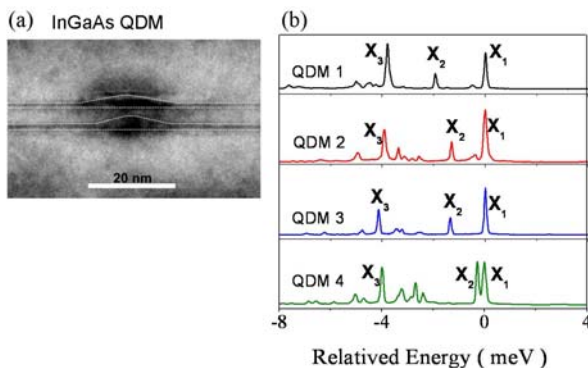 (a) InGaAs QDM
20 nm
(b)
QDM 1
X3
X2
X1
QDM 2
X3
X2
X1
QDM 3
X3
X2
X1
QDM 4
X3
X2
X1
-8 -4 0 4
Relatived Energy ( meV )